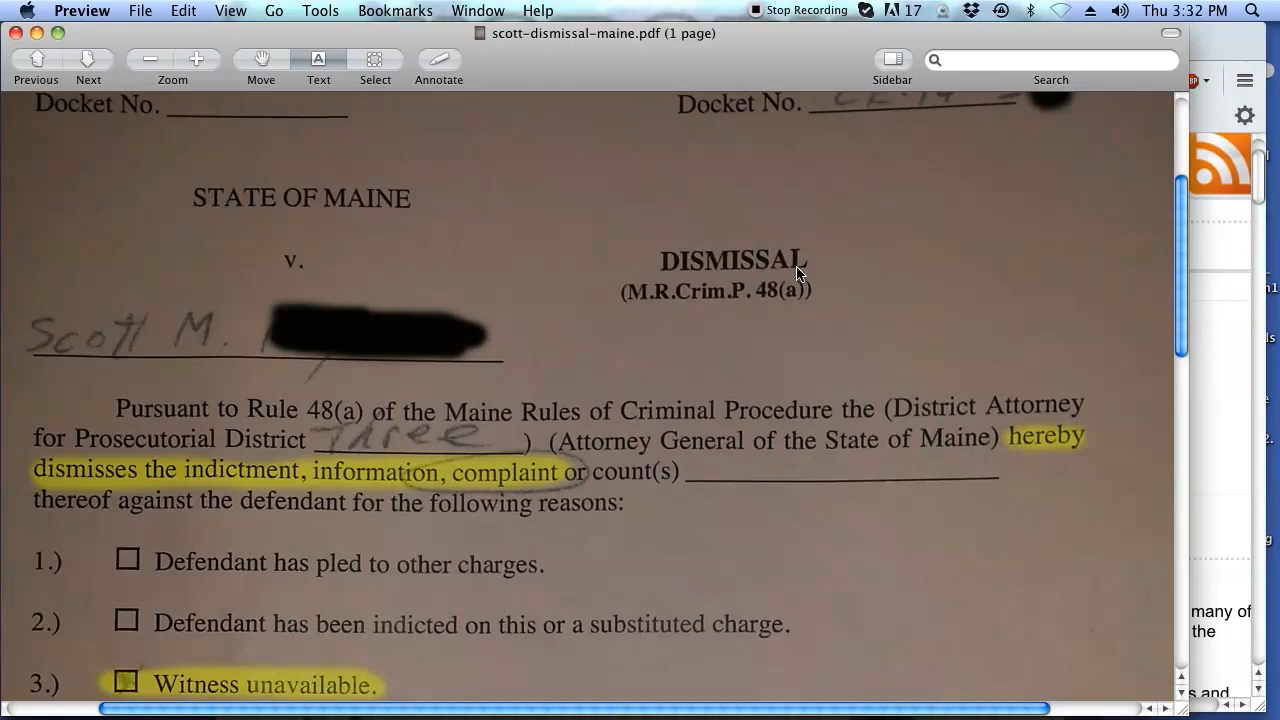 Preview File Edit View Go Tools Bookmarks Window Help Stop Recording 17 Thu 3:32 PM
scott-dismissal-maine.pdf (1 page)
Previous Next Zoom Move Text Select Annotate Sidebar Search
Docket No. Docket No.
STATE OF MAINE
v. DISMISSAL
(M.R.Crim.P. 48(a))
Scott M.
Pursuant to Rule 48(a) of the Maine Rules of Criminal Procedure the (District Attorney
for Prosecutorial District Three ) (Attorney General of the State of Maine) hereby
dismisses the indictment, information, complaint or count(s)
thereof against the defendant for the following reasons:
1.) Defendant has pled to other charges.
2.) Defendant has been indicted on this or a substituted charge.
many of
the
3.) Witness unavailable.
s and